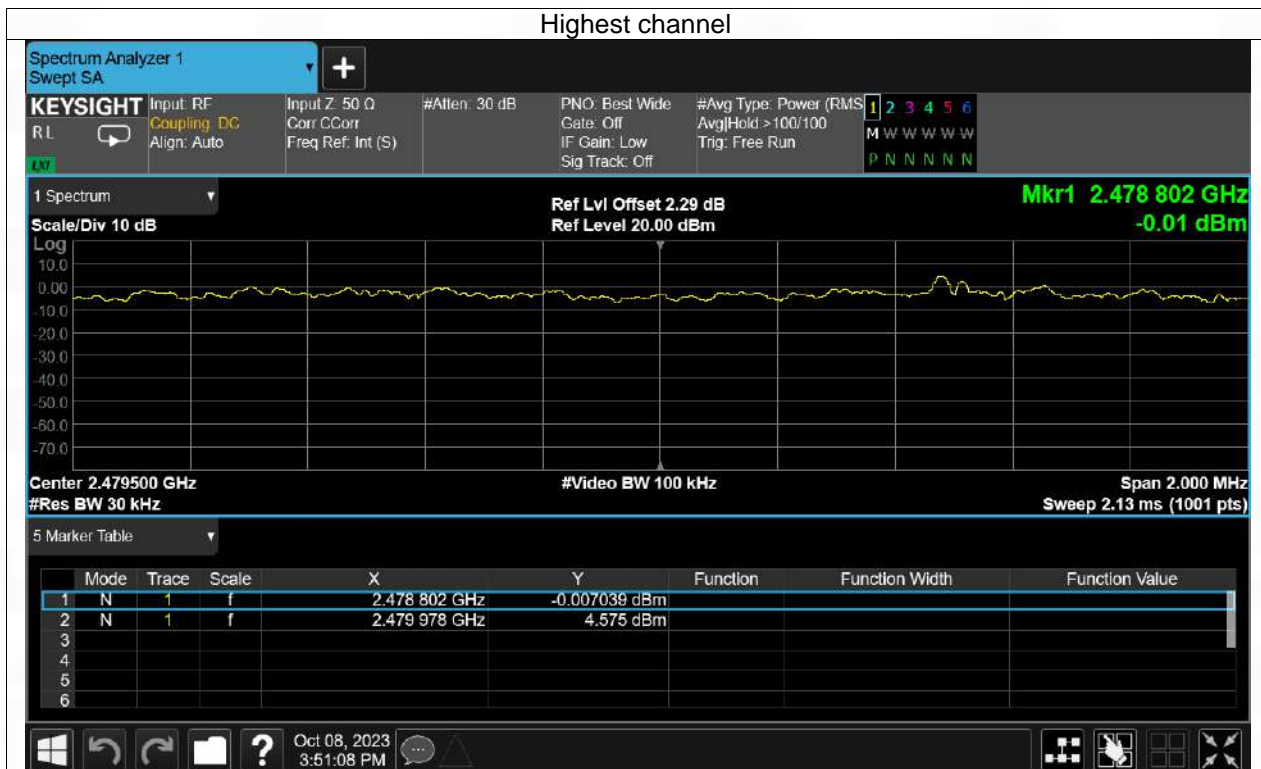 Highest channel
Spectrum Analyzer 1
Swept SA
+
KEYSIGHT Input: RF Input Z: 50 Ω #Atten: 30 dB PNO: Best Wide #Avg Type: Power (RMS 1 2 3 4 5 6
RL Coupling: DC Corr CCorr Gate: Off Avg|Hold >100/100 M W W W W W
Align: Auto Freq Ref: Int (S) IF Gain: Low Trig: Free Run
LXI Sig Track: Off P N N N N N
1 Spectrum Ref Lvl Offset 2.29 dB Mkr1 2.478 802 GHz
Scale/Div 10 dB Ref Level 20.00 dBm -0.01 dBm
Log
10.0
0.00
-10.0
-20.0
-30.0
-40.0
-50.0
-60.0
-70.0
Center 2.479500 GHz #Video BW 100 kHz Span 2.000 MHz
#Res BW 30 kHz Sweep 2.13 ms (1001 pts)
5 Marker Table
Mode Trace Scale X Y Function Function Width Function Value
1 N 1 f 2.478 802 GHz -0.007039 dBm
2 N 1 f 2.479 978 GHz 4.575 dBm
3
4
5
6
? Oct 08, 2023
3:51:08 PM